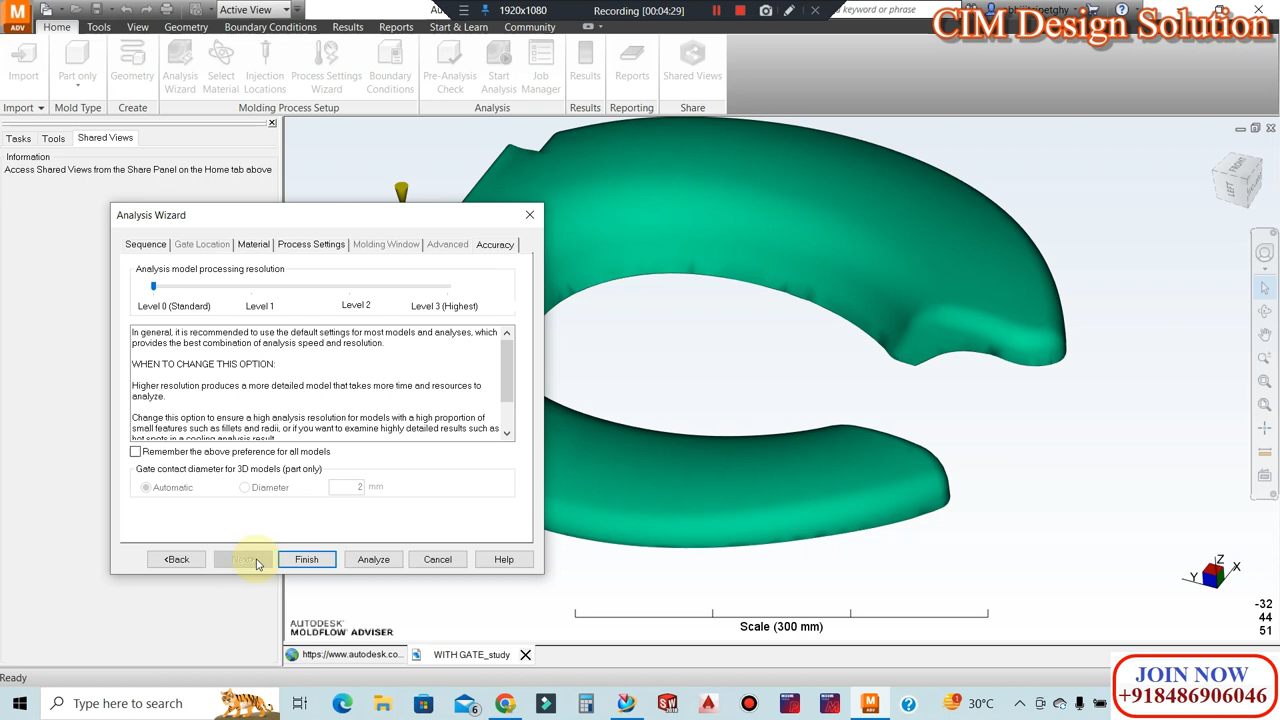 Active View
1920x1080
Recording [00:04:29]
keyword or phrase
CIM Design Solution
ADV
Home
Tools
View
Geometry
Boundary Conditions
Results
Reports
Start & Learn
Community
Import
Part only
Geometry
Analysis Wizard
Select Material
Injection Locations
Process Settings Wizard
Boundary Conditions
Pre-Analysis Check
Start Analysis
Job Manager
Results
Reports
Shared Views
Import
Mold Type
Create
Molding Process Setup
Analysis
Results
Reporting
Share
Tasks
Tools
Shared Views
Information
Access Shared Views from the Share Panel on the Home tab above
LEFT
FRONT
Analysis Wizard
Sequence
Gate Location
Material
Process Settings
Molding Window
Advanced
Accuracy
Analysis model processing resolution
Level 0 (Standard)
Level 1
Level 2
Level 3 (Highest)
In general, it is recommended to use the default settings for most models and analyses, which
provides the best combination of analysis speed and resolution.
WHEN TO CHANGE THIS OPTION:
Higher resolution produces a more detailed model that takes more time and resources to
analyze.
Change this option to ensure a high analysis resolution for models with a high proportion of
small features such as fillets and radii, or if you want to examine highly detailed results such as
hot spots in a cooling analysis result.
Remember the above preference for all models
Gate contact diameter for 3D models (part only)
Automatic
Diameter
2 mm
<Back
Finish
Analyze
Cancel
Help
Z
Y
X
-32
44
51
AUTODESK
MOLDFLOW ADVISER
Scale (300 mm)
https://www.autodesk.co...
WITH GATE_study
Ready
Type here to search
6
30°C
JOIN NOW
+918486906046